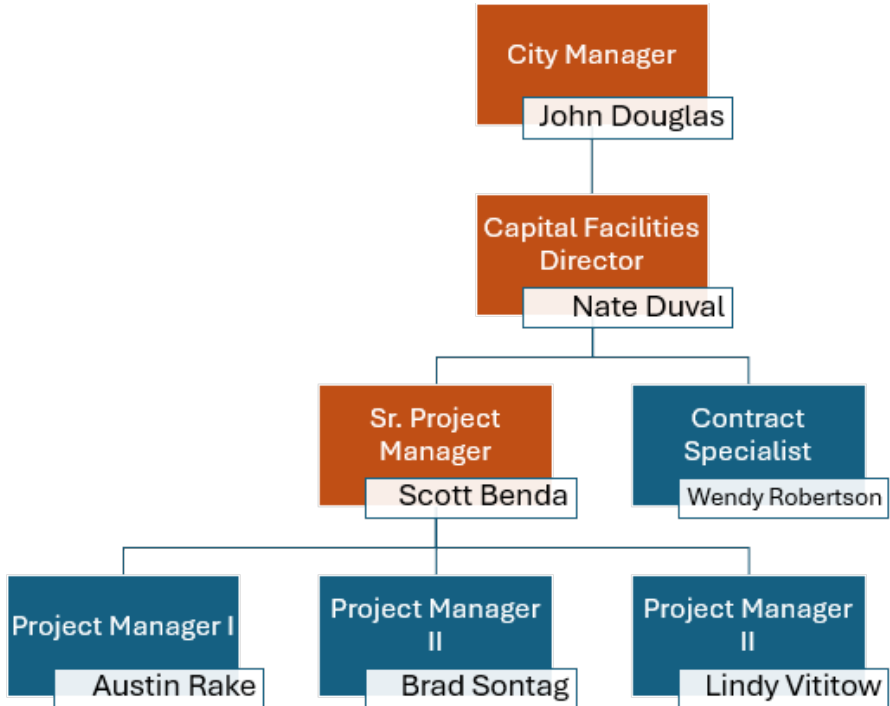 City Manager
John Douglas
Capital Facilities
Director
Nate Duval
Sr. Project
Manager
Scott Benda
Contract
Specialist
Wendy Robertson
Project Manager I
Austin Rake
Project Manager
II
Brad Sontag
Project Manager
II
Lindy Vititow